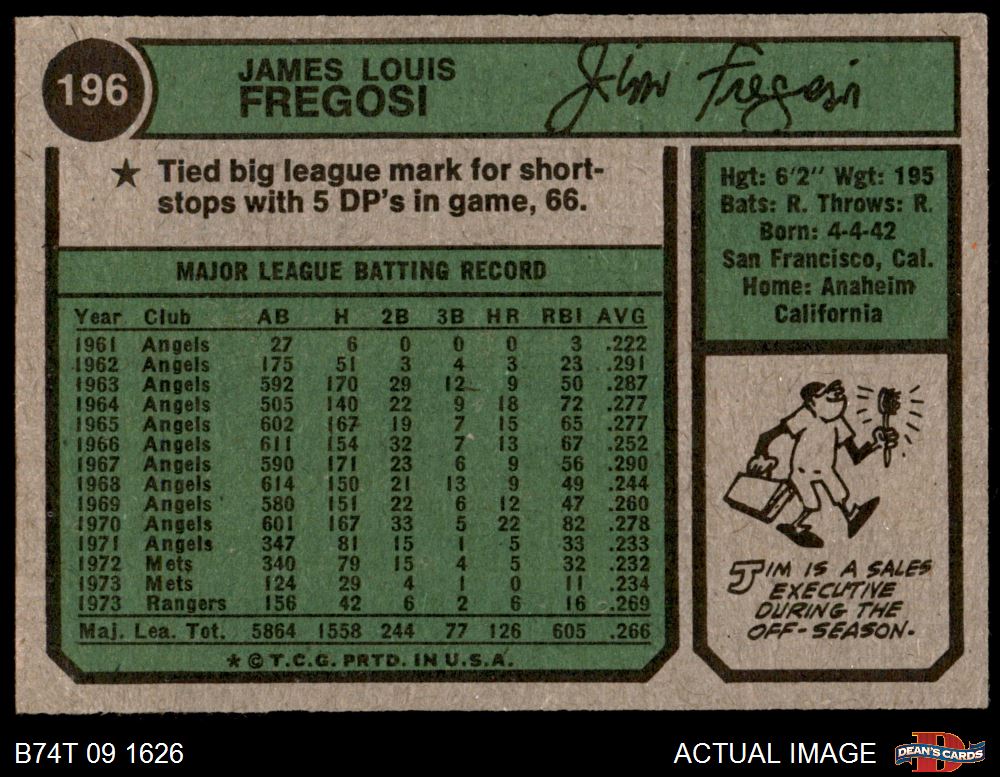 196
JAMES LOUIS
FREGOSI
Jim Fregosi
★ Tied big league mark for short-
stops with 5 DP's in game, 66.
MAJOR LEAGUE BATTING RECORD
Year Club AB H 2B 3B HR RBI AVG
1961 Angels 27 6 0 0 0 3 .222
1962 Angels 175 51 3 4 3 23 .291
1963 Angels 592 170 29 12 9 50 .287
1964 Angels 505 140 22 9 18 72 .277
1965 Angels 602 167 19 7 15 65 .277
1966 Angels 611 154 32 7 13 67 .252
1967 Angels 590 171 23 6 9 56 .290
1968 Angels 614 150 21 13 9 49 .244
1969 Angels 580 151 22 6 12 47 .260
1970 Angels 601 167 33 5 22 82 .278
1971 Angels 347 81 15 1 5 33 .233
1972 Mets 340 79 15 4 5 32 .232
1973 Mets 124 29 4 1 0 11 .234
1973 Rangers 156 42 6 2 6 16 .269
Maj. Lea. Tot. 5864 1558 244 77 126 605 .266
★ © T.C.G. PRTD. IN U.S.A.
Hgt: 6'2" Wgt: 195
Bats: R. Throws: R.
Born: 4-4-42
San Francisco, Cal.
Home: Anaheim
California
JIM IS A SALES
EXECUTIVE
DURING THE
OFF-SEASON.
B74T 09 1626
ACTUAL IMAGE
D
DEAN'S CARDS